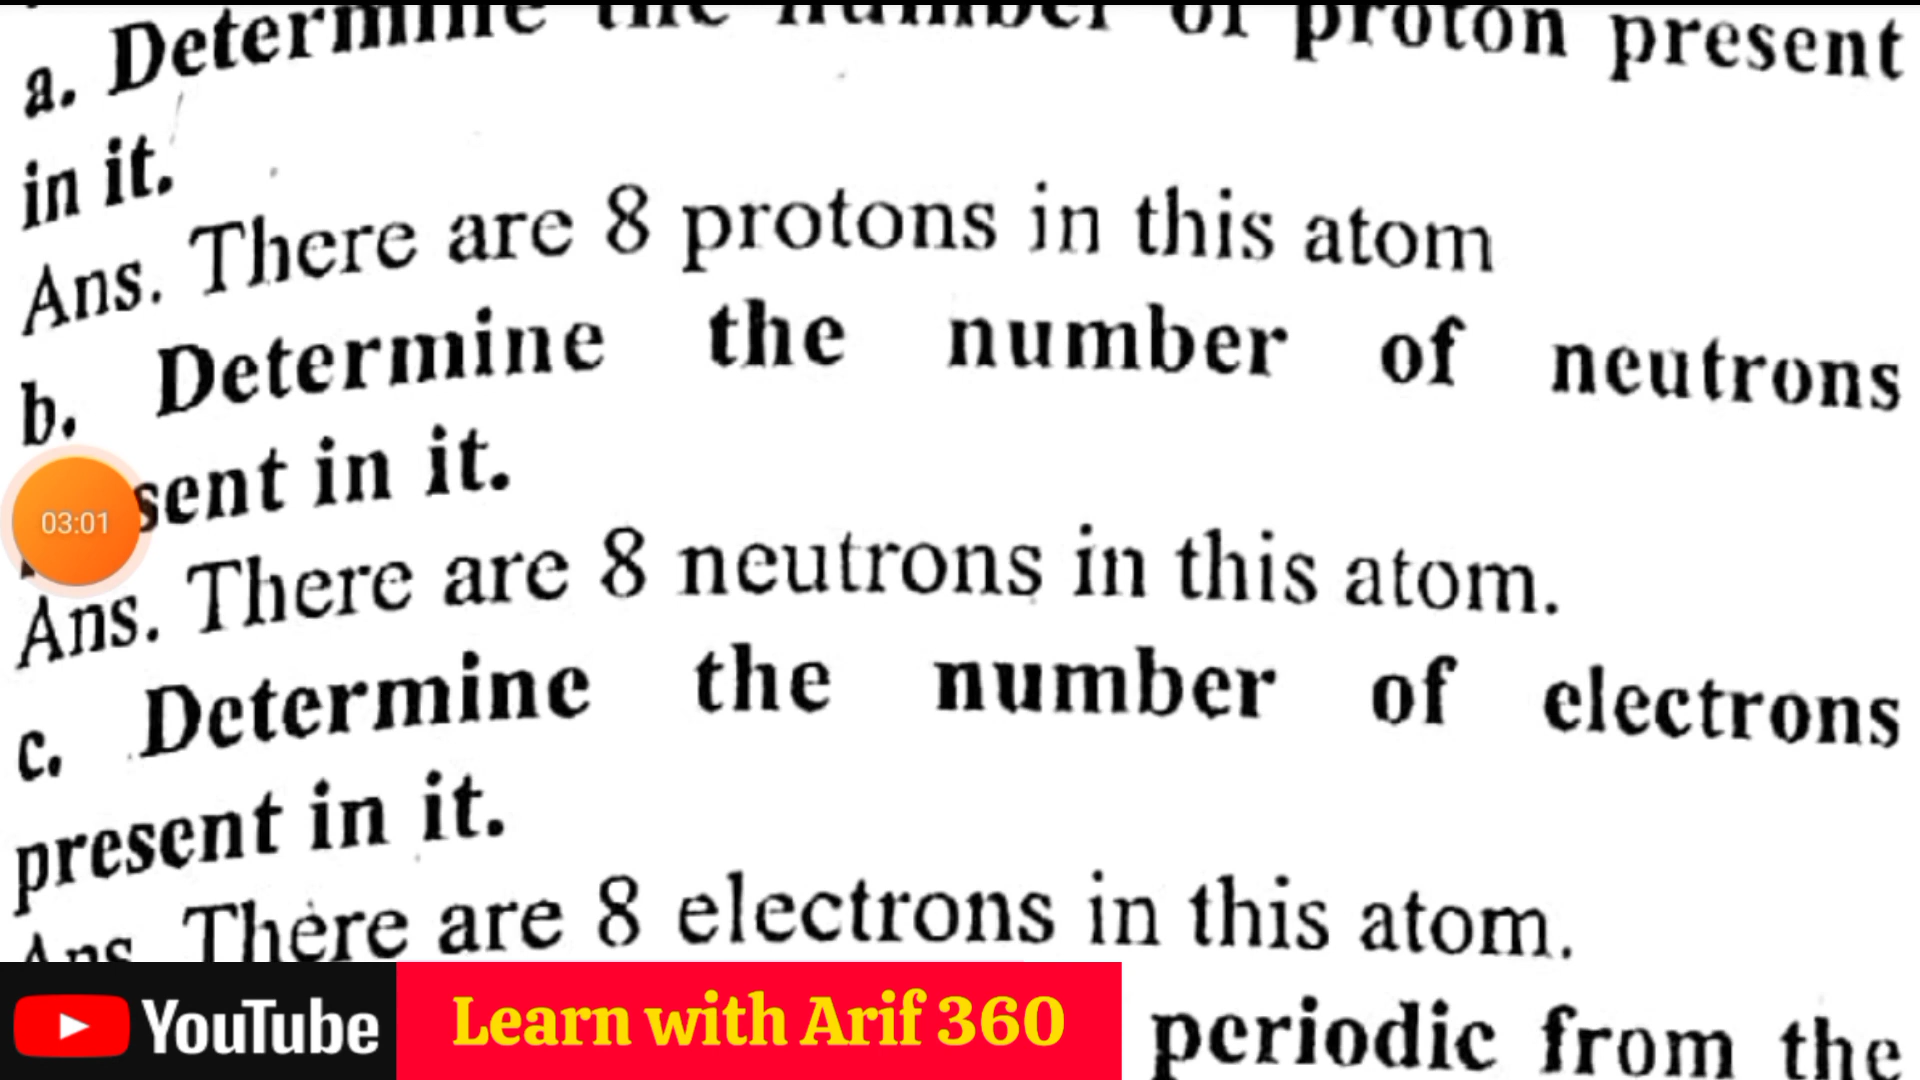 a. Determine the number of proton present
in it.
Ans. There are 8 protons in this atom
b. Determine the number of neutrons
sent in it.
03:01
Ans. There are 8 neutrons in this atom.
c. Determine the number of electrons
present in it.
Ans. There are 8 electrons in this atom.
YouTube Learn with Arif 360
periodic from the